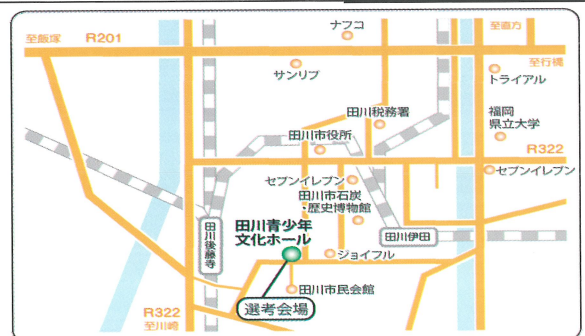 ナフコ
至直方
至飯塚 R201
至行橋
サンリブ
トライアル
田川税務署
福岡
県立大学
田川市役所
R322
セブンイレブン
セブンイレブン
田川市石炭
・歴史博物館
田川青少年
文化ホール
田川後藤寺
田川伊田
ジョイフル
田川市民会館
選考会場
R322
至川崎